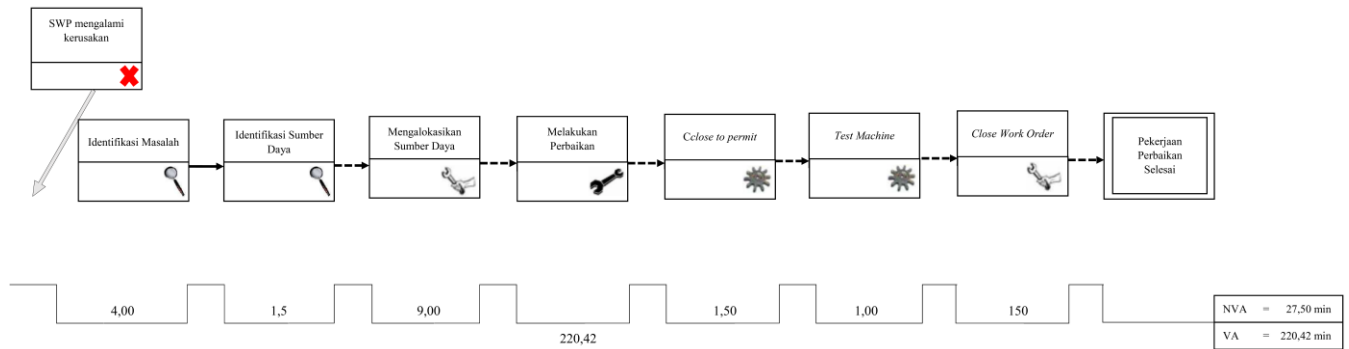 SWP mengalami
kerusakan
Identifikasi Masalah
Identifikasi Sumber
Daya
Mengalokasikan
Sumber Daya
Melakukan
Perbaikan
Cclose to permit
Test Machine
Close Work Order
Pekerjaan
Perbaikan
Selesai
4,00
1,5
9,00
220,42
1,50
1,00
150
NVA = 27,50 min
VA = 220,42 min